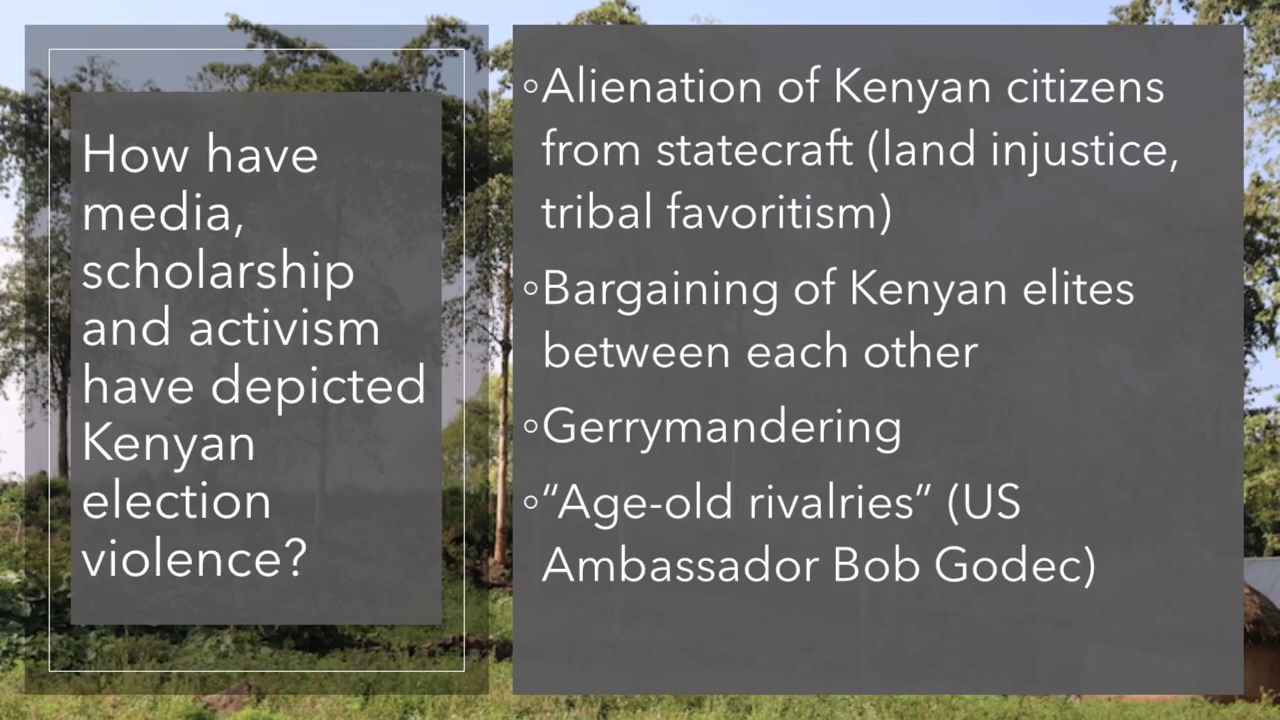 How have
media,
scholarship
and activism
have depicted
Kenyan
election
violence?
◦Alienation of Kenyan citizens
from statecraft (land injustice,
tribal favoritism)
◦Bargaining of Kenyan elites
between each other
◦Gerrymandering
◦“Age-old rivalries” (US
Ambassador Bob Godec)